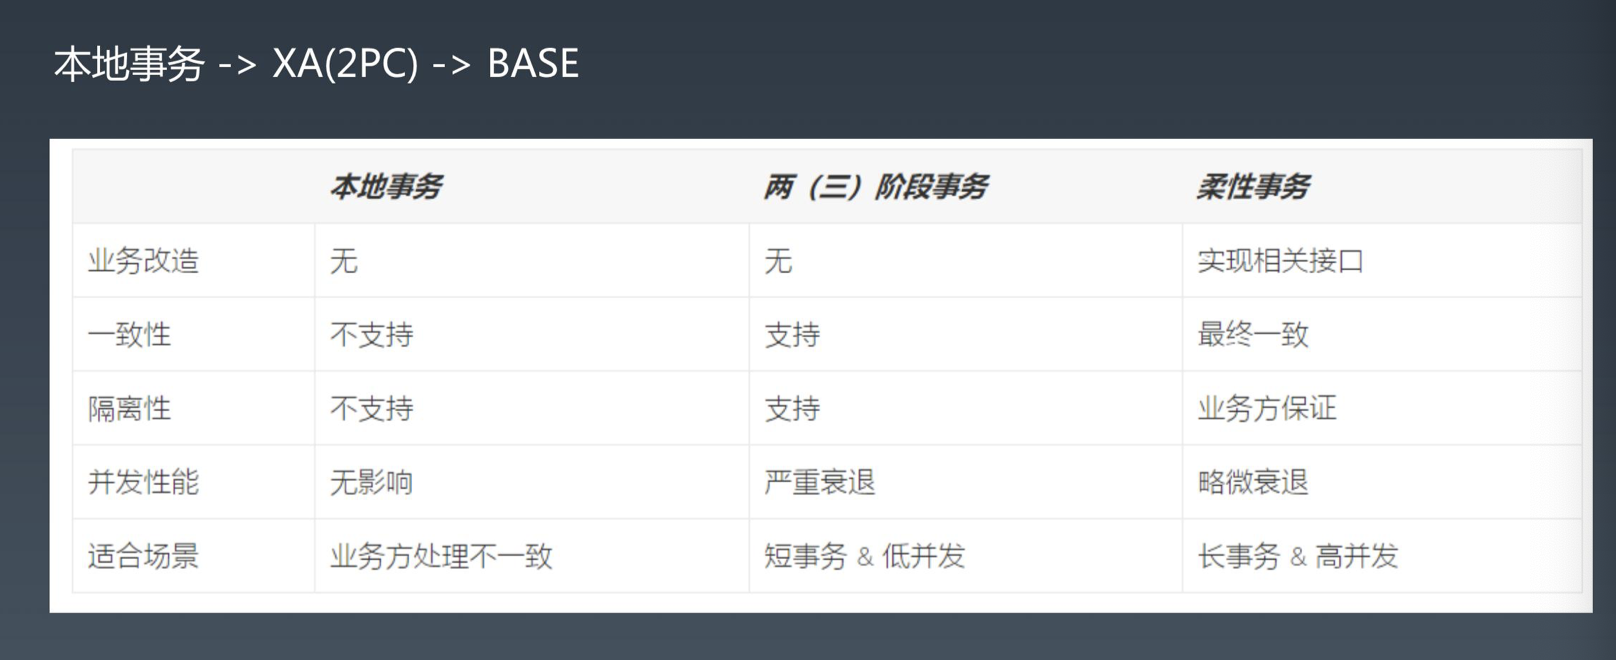 本地事务 -> XA(2PC) -> BASE
本地事务 两（三）阶段事务 柔性事务
业务改造 无 无 实现相关接口
一致性 不支持 支持 最终一致
隔离性 不支持 支持 业务方保证
并发性能 无影响 严重衰退 略微衰退
适合场景 业务方处理不一致 短事务 & 低并发 长事务 & 高并发